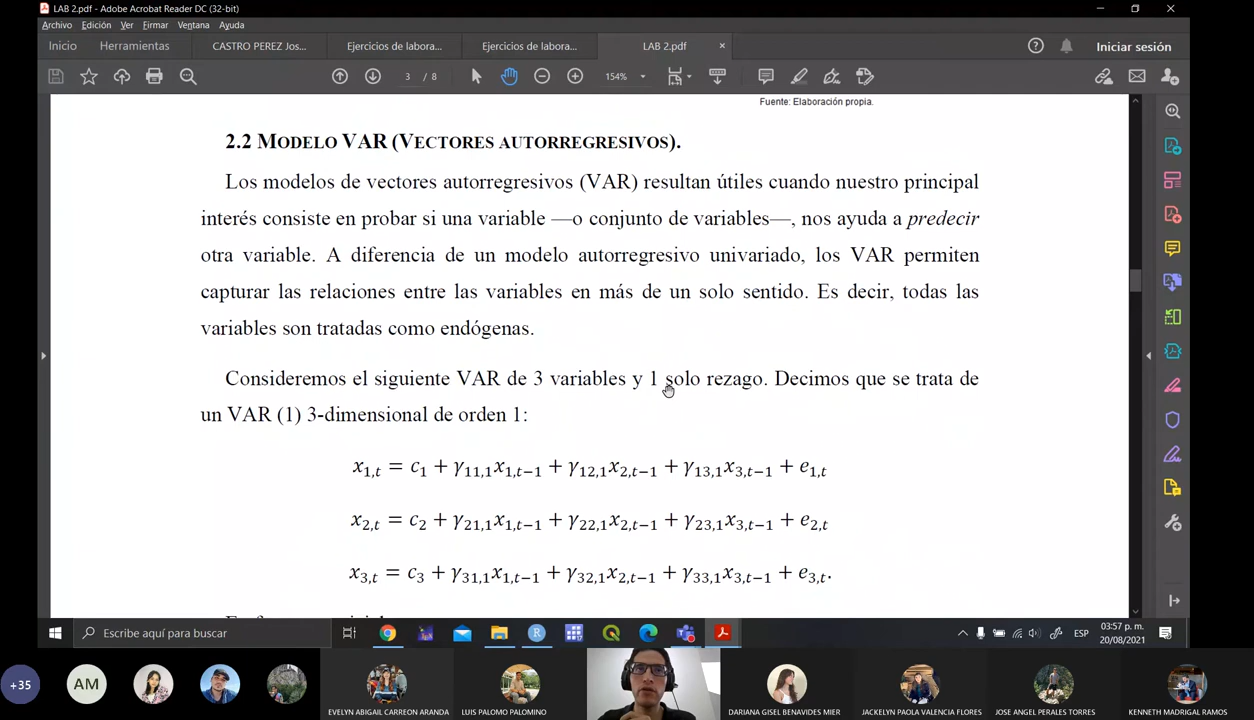 LAB 2.pdf - Adobe Acrobat Reader DC (32-bit)
Archivo Edición Ver Firmar Ventana Ayuda
Inicio Herramientas CASTRO PEREZ Jos... Ejercicios de labora... Ejercicios de labora... LAB 2.pdf × Iniciar sesión
3 / 8 154%
Fuente: Elaboración propia.
2.2 MODELO VAR (VECTORES AUTORREGRESIVOS).
Los modelos de vectores autorregresivos (VAR) resultan útiles cuando nuestro principal
interés consiste en probar si una variable —o conjunto de variables—, nos ayuda a predecir
otra variable. A diferencia de un modelo autorregresivo univariado, los VAR permiten
capturar las relaciones entre las variables en más de un solo sentido. Es decir, todas las
variables son tratadas como endógenas.
Consideremos el siguiente VAR de 3 variables y 1 solo rezago. Decimos que se trata de
un VAR (1) 3-dimensional de orden 1:
x1,t = c1 + γ11,1x1,t−1 + γ12,1x2,t−1 + γ13,1x3,t−1 + e1,t
x2,t = c2 + γ21,1x1,t−1 + γ22,1x2,t−1 + γ23,1x3,t−1 + e2,t
x3,t = c3 + γ31,1x1,t−1 + γ32,1x2,t−1 + γ33,1x3,t−1 + e3,t.
Escribe aquí para buscar
ESP
03:57 p. m.
20/08/2021
+35 AM
EVELYN ABIGAIL CARREON ARANDA LUIS PALOMO PALOMINO DARIANA GISEL BENAVIDES MIER JACKELYN PAOLA VALENCIA FLORES JOSE ANGEL PERALES TORRES KENNETH MADRIGAL RAMOS